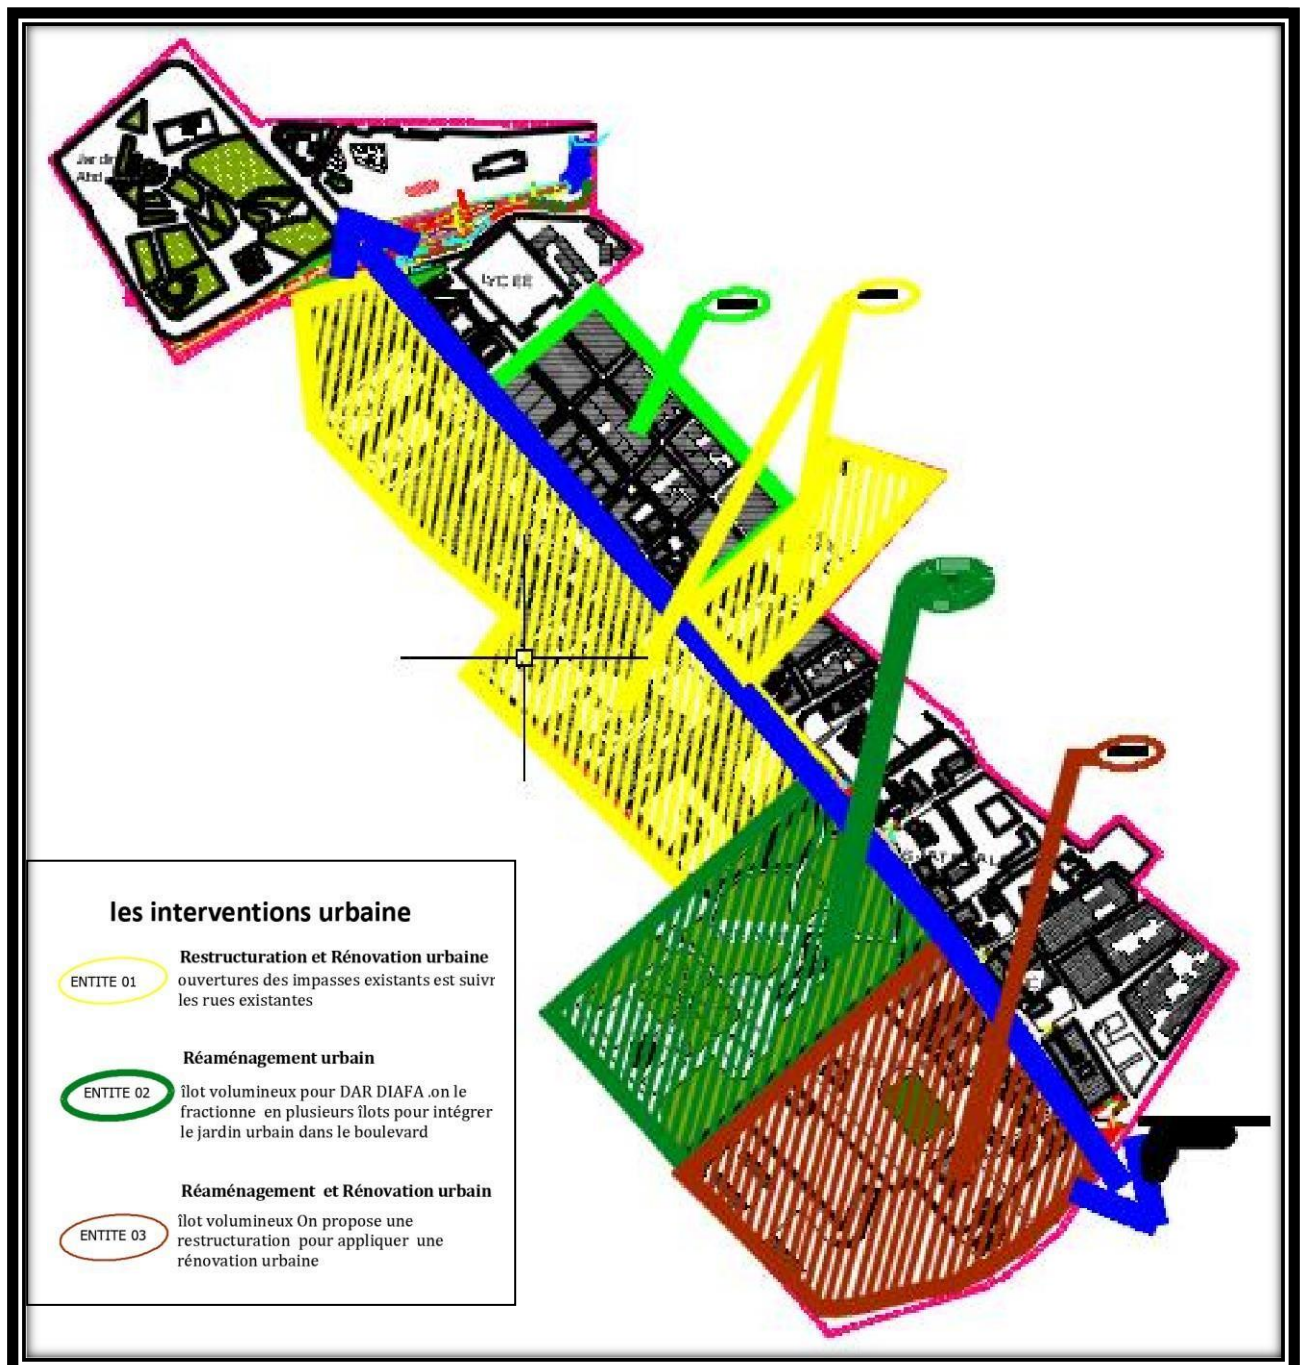 LYCEE
les interventions urbaine
Restructuration et Rénovation urbaine
ENTITE 01
ouvertures des impasses existants est suivr
les rues existantes
Réaménagement urbain
ENTITE 02
îlot volumineux pour DAR DIAFA .on le
fractionne en plusieurs îlots pour intégrer
le jardin urbain dans le boulevard
Réaménagement et Rénovation urbain
ENTITE 03
îlot volumineux On propose une
restructuration pour appliquer une
rénovation urbaine